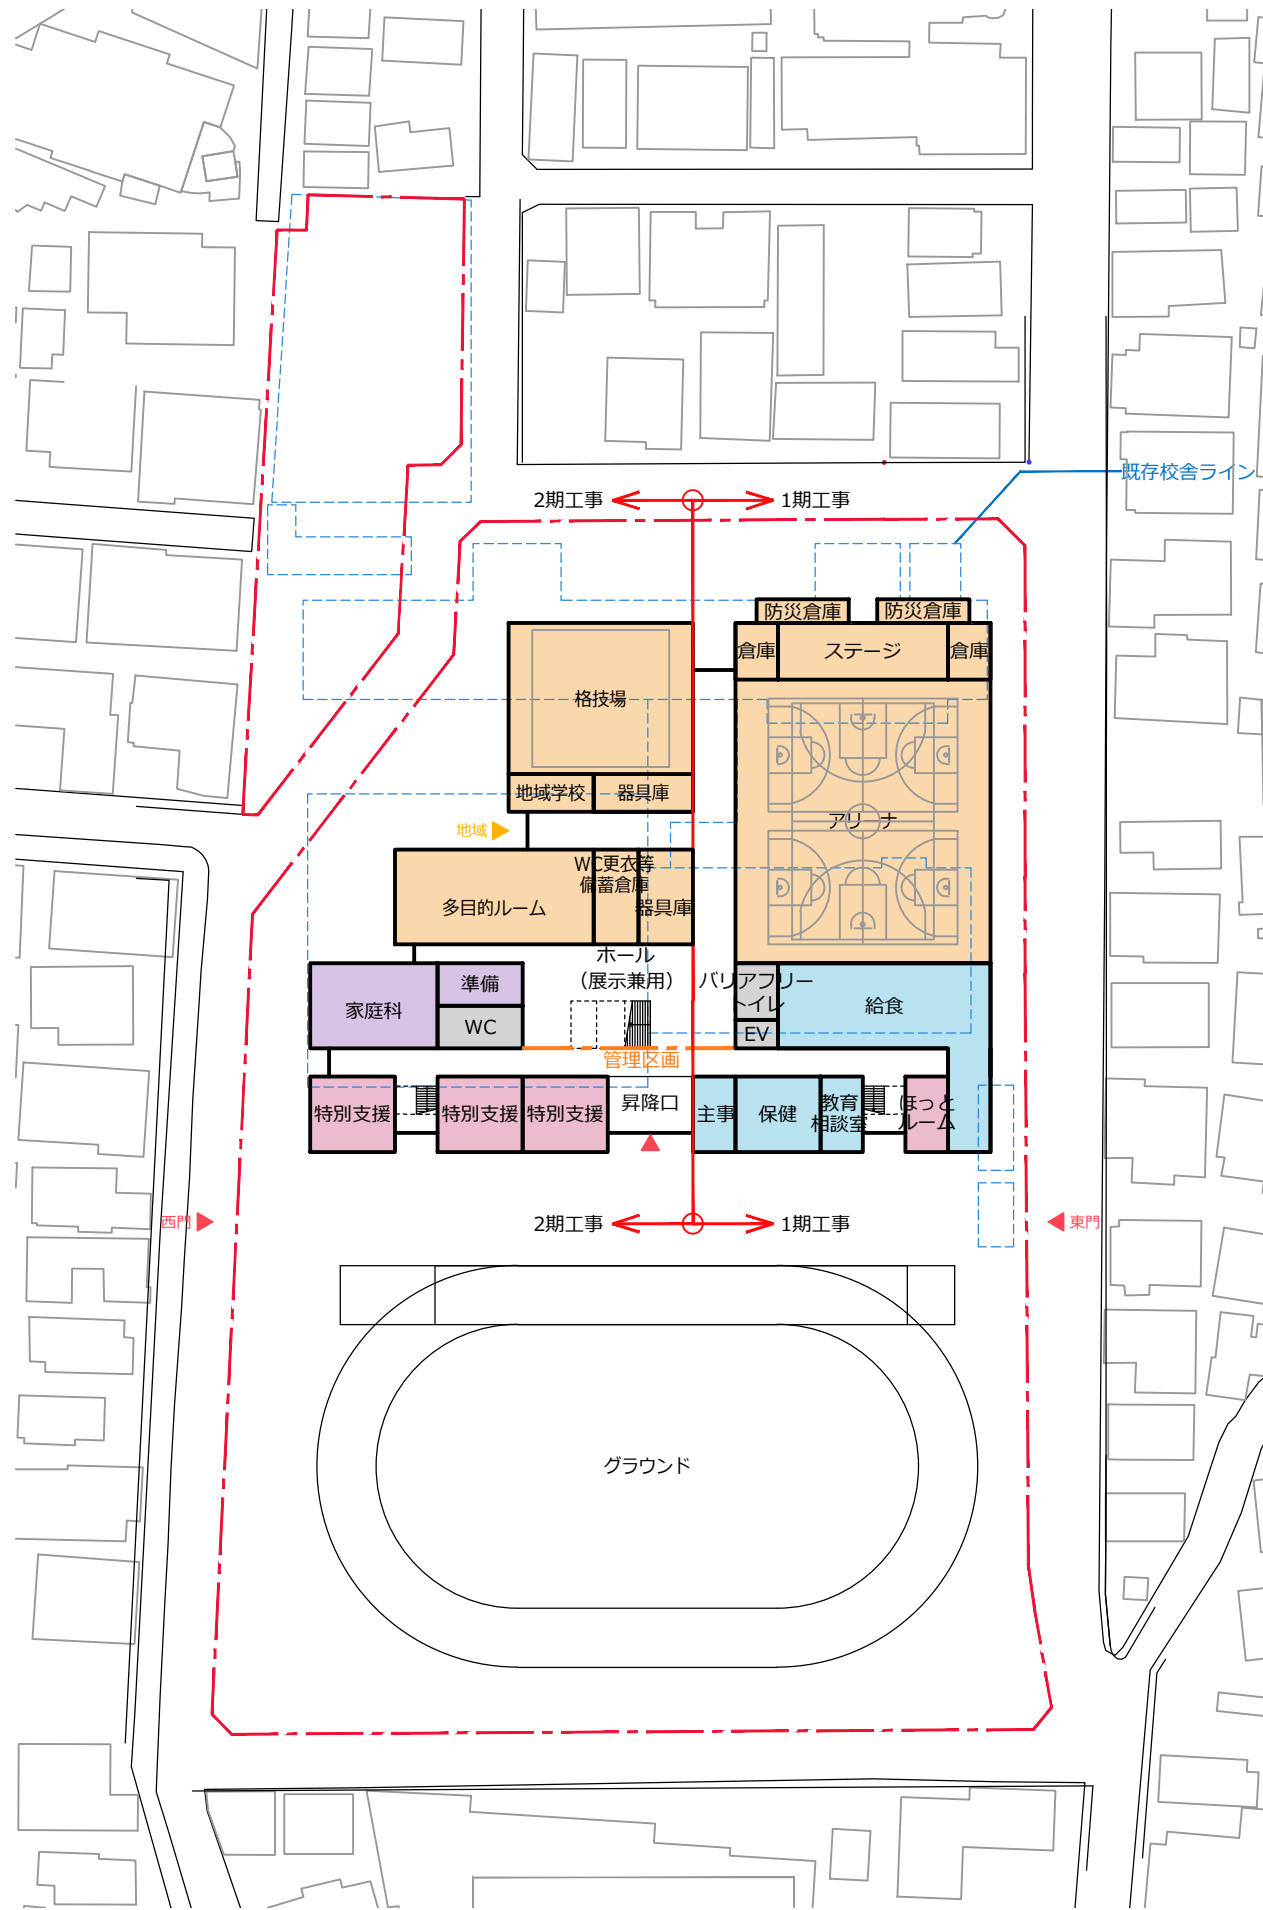 既存校舎ライン
2期工事
1期工事
防災倉庫
防災倉庫
倉庫
ステージ
倉庫
格技場
地域学校
器具庫
アリーナ
地域
WC更衣等
備蓄倉庫
多目的ルーム
器具庫
ホール
（展示兼用）
バリアフリー
トイレ
準備
家庭科
WC
給食
EV
管理区画
特別支援
特別支援
特別支援
昇降口
主事
保健
教育
相談室
ほっと
ルーム
西門
2期工事
1期工事
東門
グラウンド